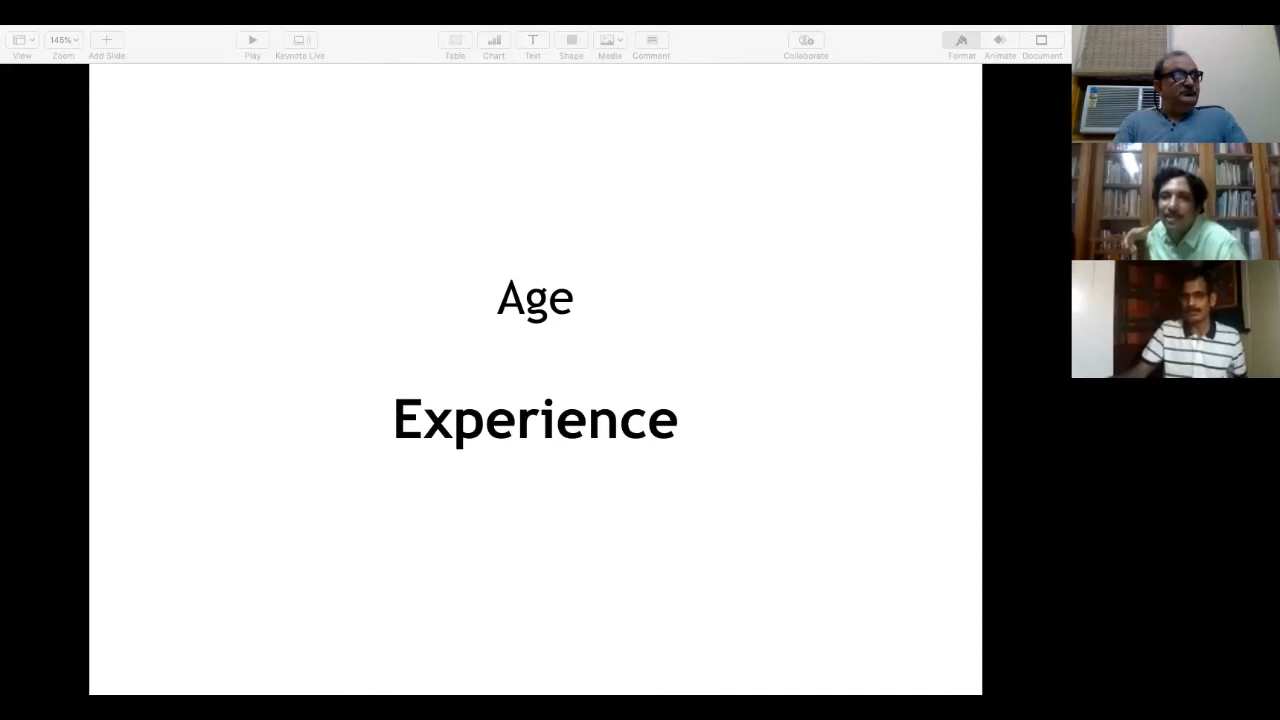 145%
View
Zoom
Add Slide
Play
Keynote Live
Table
Chart
Text
Shape
Media
Comment
Collaborate
Format
Animate
Document
Age
Experience